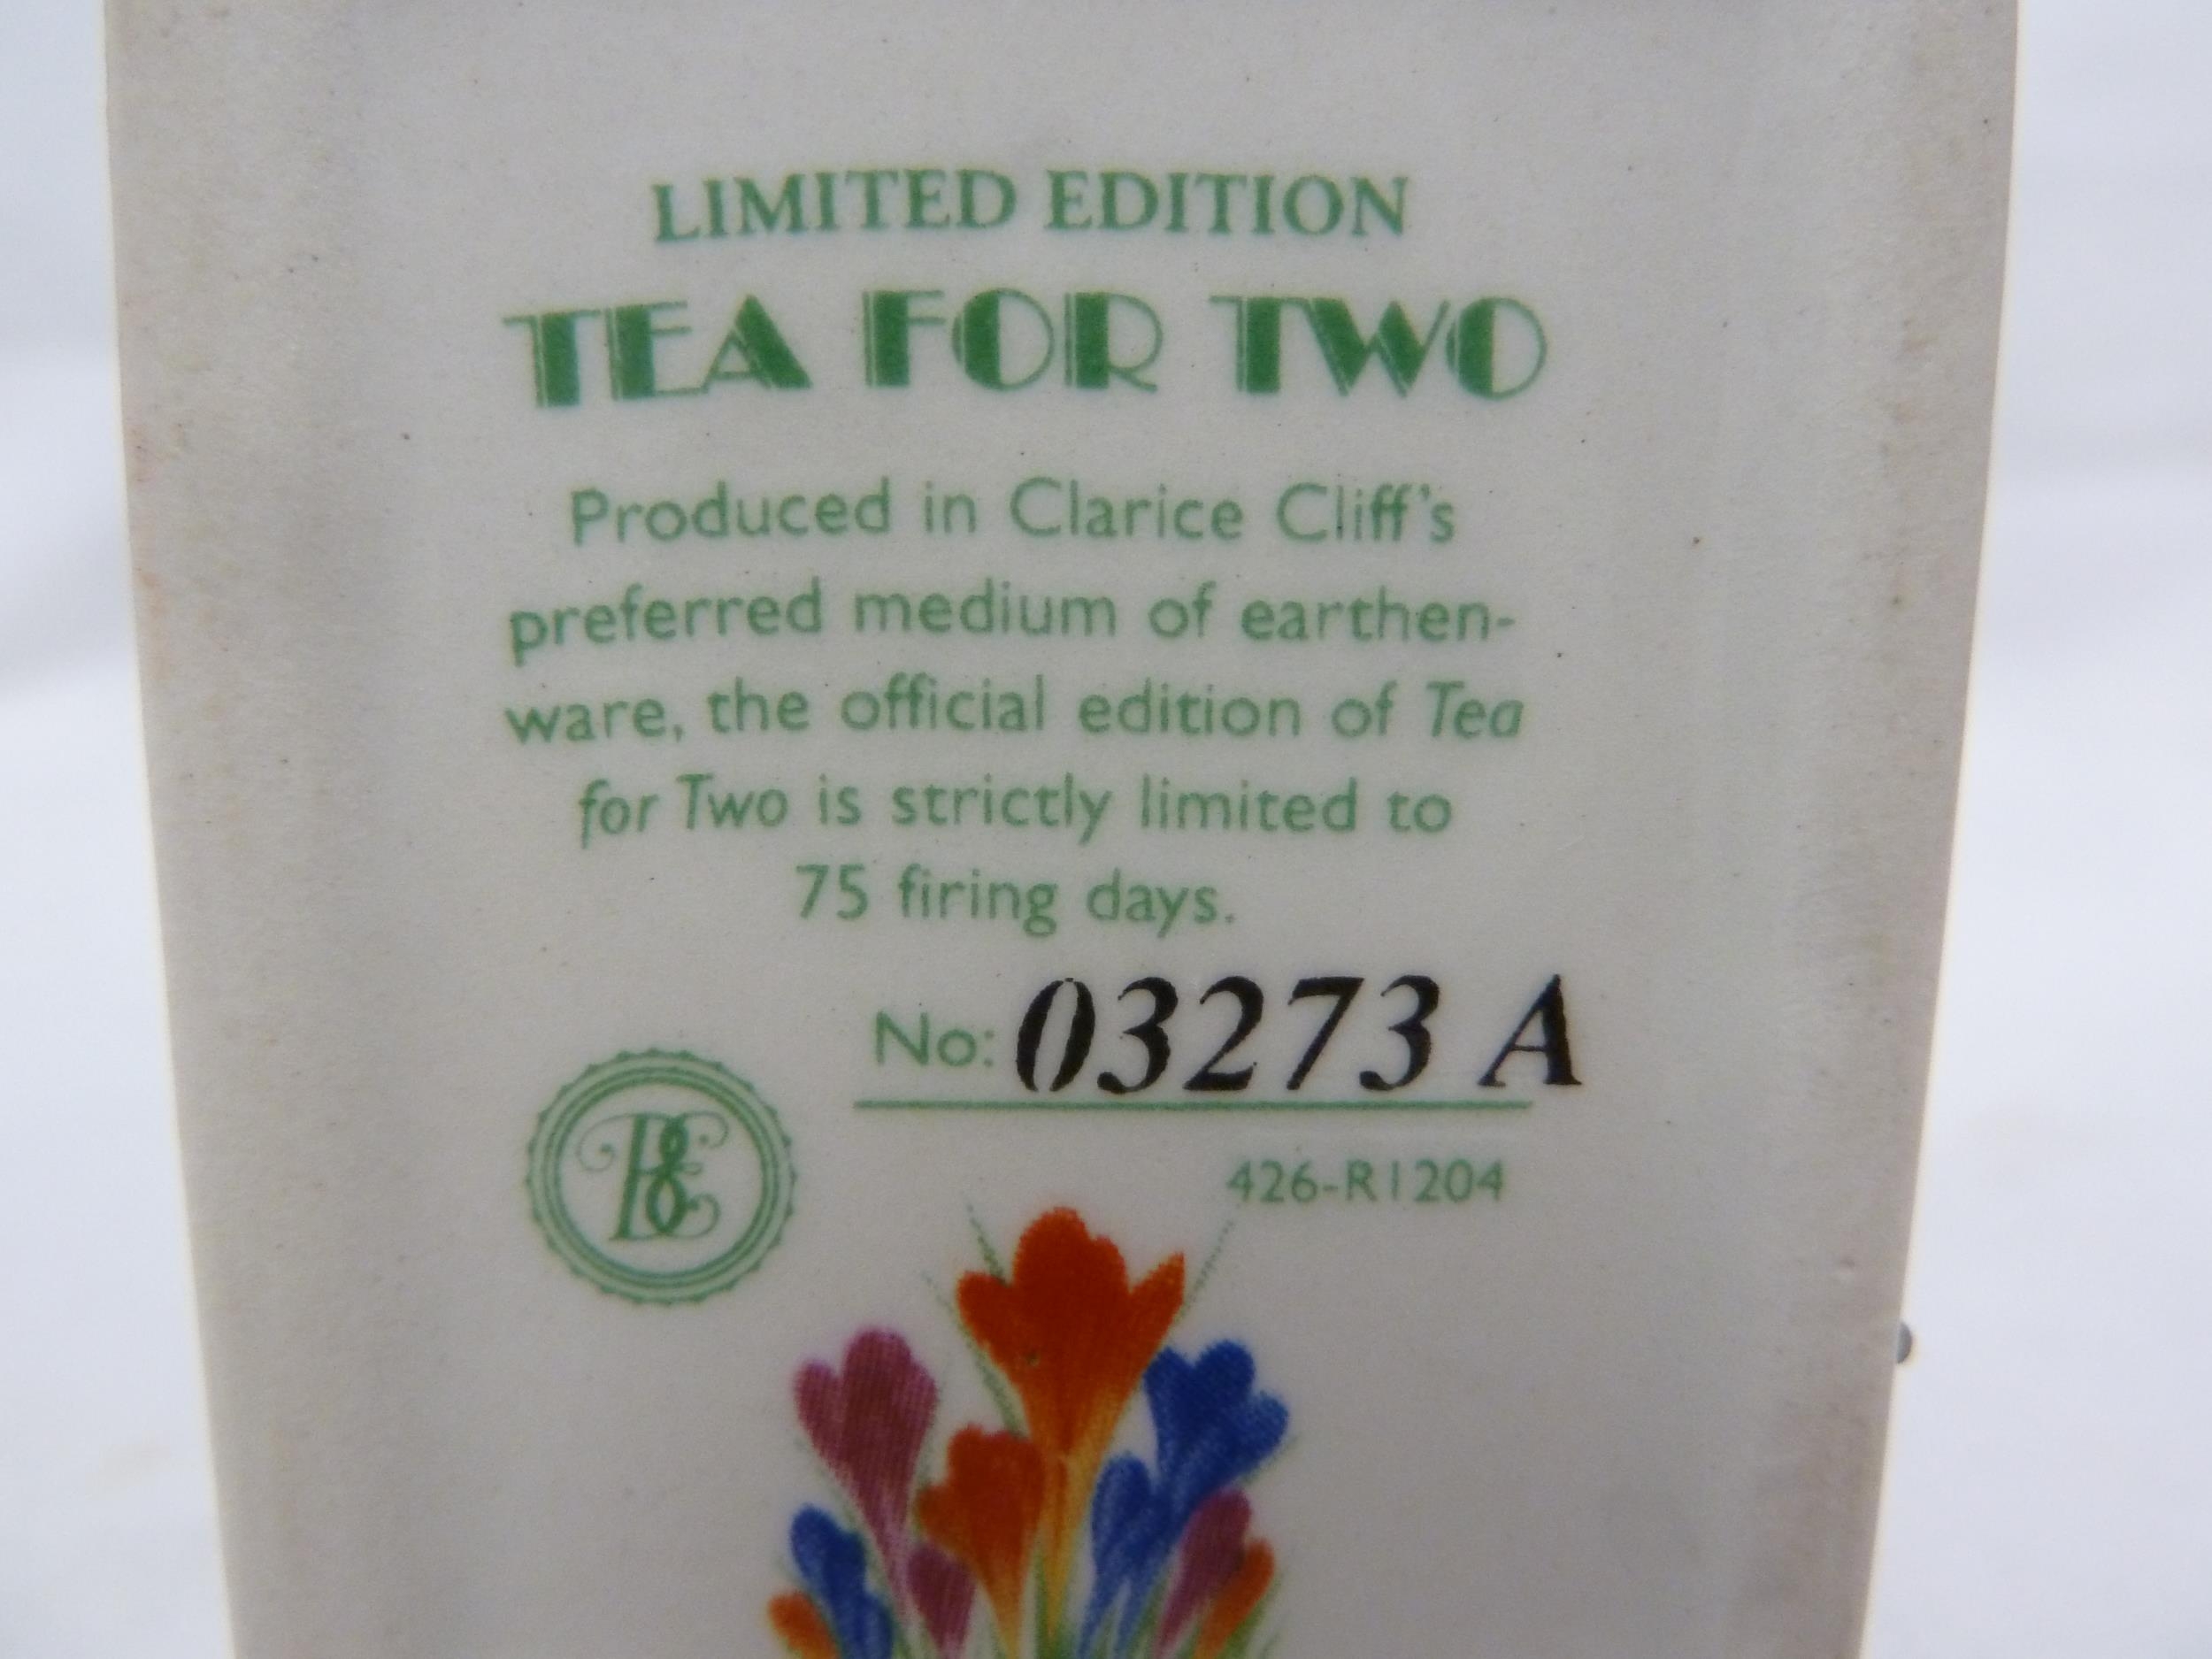 LIMITED EDITION
TEA FOR TWO
Produced in Clarice Cliff's
preferred medium of earthen-
ware, the official edition of Tea
for Two is strictly limited to
75 firing days.
No: 03273 A
BE
426-R1204